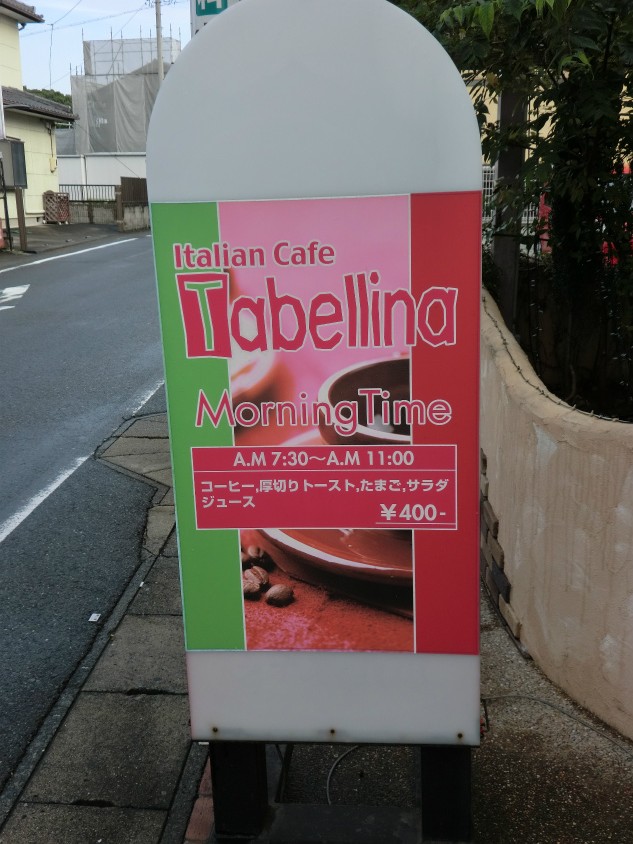 Italian Cafe
Tabellina
Morning Time
A.M 7:30～A.M 11:00
コーヒー,厚切りトースト,たまご,サラダ
ジュース
￥400-